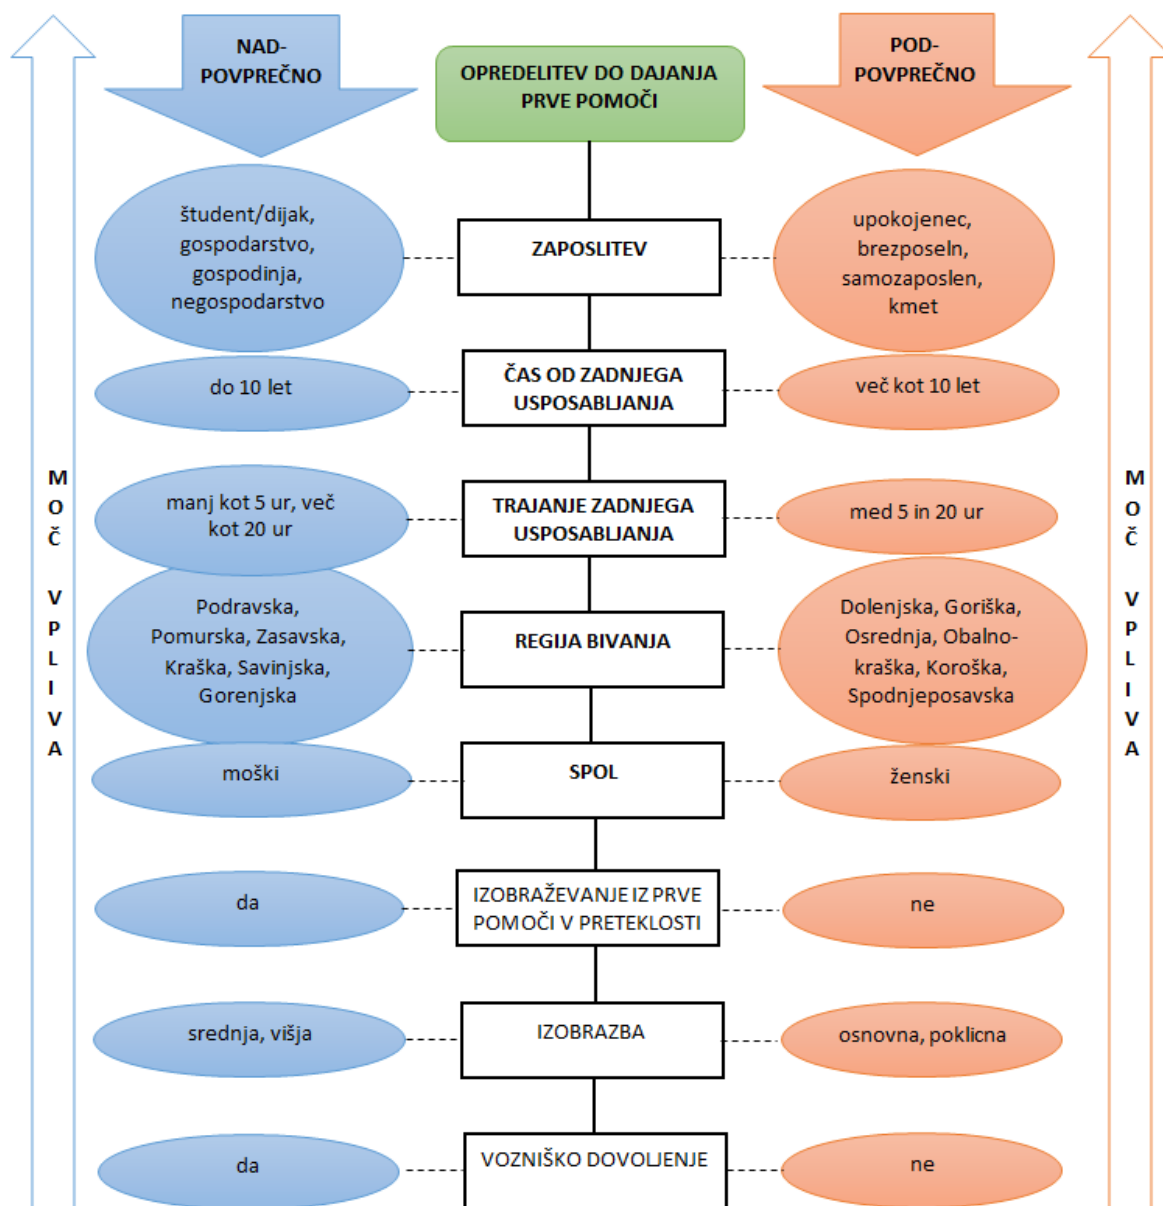 NAD-
POVPREČNO
OPREDELITEV DO DAJANJA
PRVE POMOČI
POD-
POVPREČNO
študent/dijak,
gospodarstvo,
gospodinja,
negospodarstvo
ZAPOSLITEV
upokojenec,
brezposeln,
samozaposlen,
kmet
do 10 let
ČAS OD ZADNJEGA
USPOSABLJANJA
več kot 10 let
manj kot 5 ur, več
kot 20 ur
TRAJANJE ZADNJEGA
USPOSABLJANJA
med 5 in 20 ur
Podravska,
Pomurska, Zasavska,
Kraška, Savinjska,
Gorenjska
REGIJA BIVANJA
Dolenjska, Goriška,
Osrednja, Obalno-
kraška, Koroška,
Spodnjeposavska
moški
SPOL
ženski
da
IZOBRAŽEVANJE IZ PRVE
POMOČI V PRETEKLOSTI
ne
srednja, višja
IZOBRAZBA
osnovna, poklicna
da
VOZNIŠKO DOVOLJENJE
ne
MOČ VPLIVA
MOČ VPLIVA